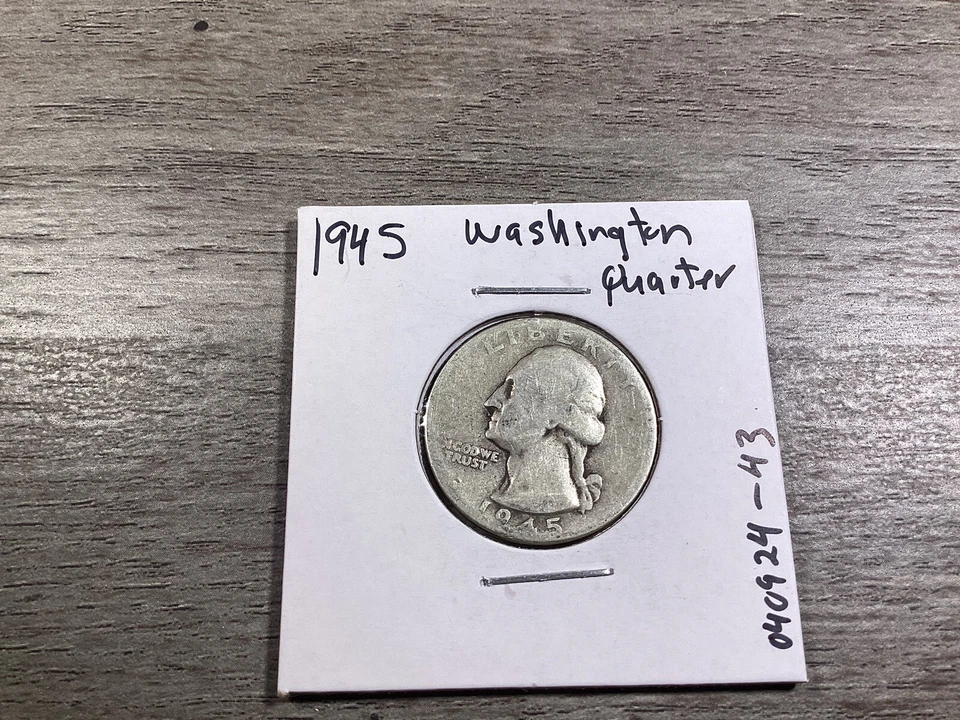 1945 Washington
Quarter
LIBERTY
IN GOD WE
TRUST
1945
040924-43